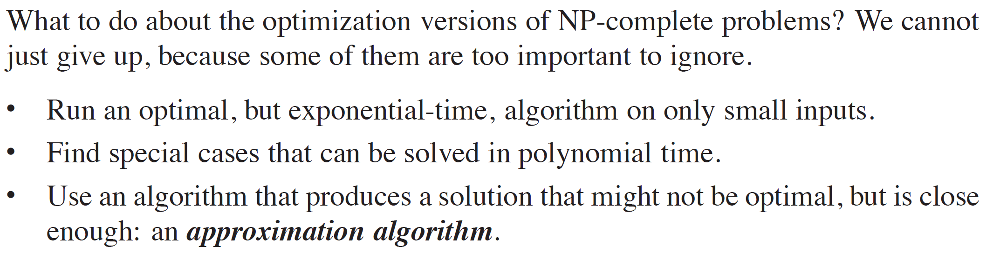 What to do about the optimization versions of NP-complete problems? We cannot
just give up, because some of them are too important to ignore.
• Run an optimal, but exponential-time, algorithm on only small inputs.
• Find special cases that can be solved in polynomial time.
• Use an algorithm that produces a solution that might not be optimal, but is close
enough: an approximation algorithm.